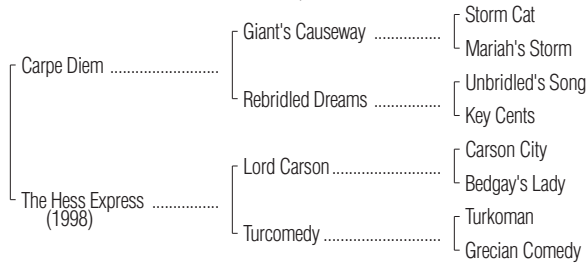 Storm Cat
Giant's Causeway ................
Mariah's Storm
Carpe Diem .......................
Unbridled's Song
Rebridled Dreams ................
Key Cents
Carson City
Lord Carson.......................
Bedgay's Lady
The Hess Express ................
(1998)
Turkoman
Turcomedy .........................
Grecian Comedy